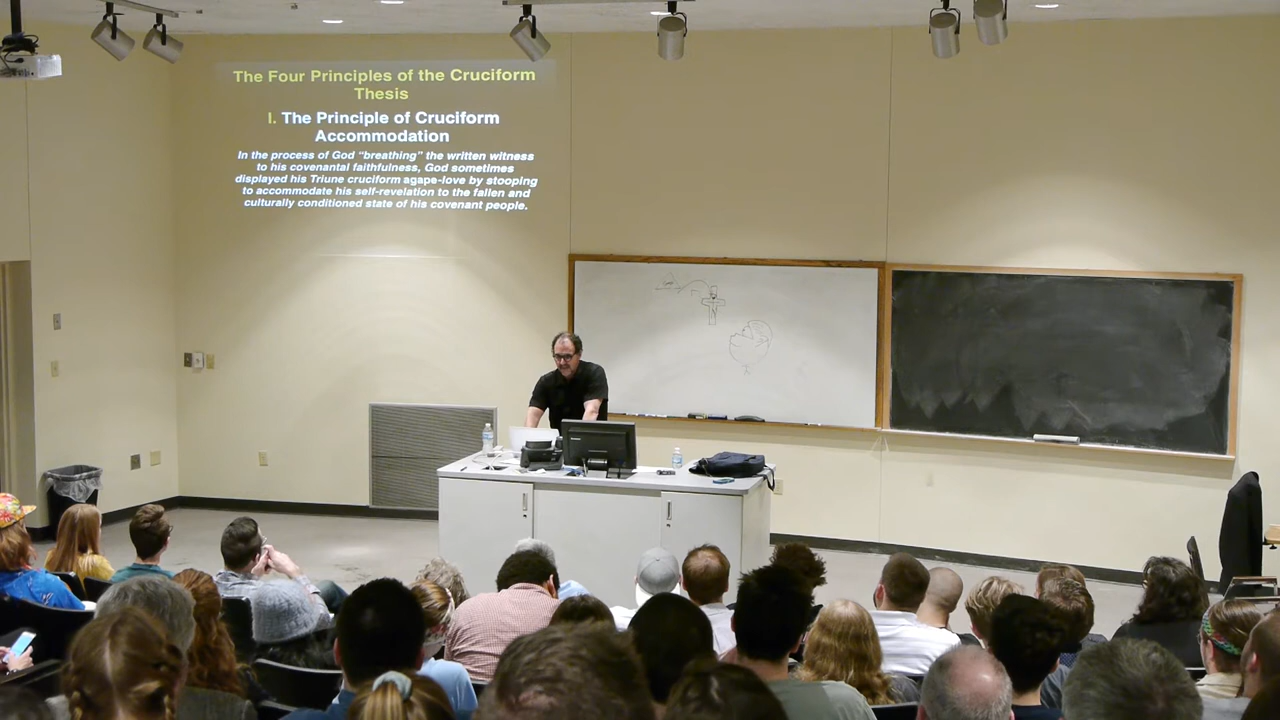 The Four Principles of the Cruciform
Thesis
I. The Principle of Cruciform
Accommodation
In the process of God “breathing” the written witness
to his covenantal faithfulness, God sometimes
displayed his Triune cruciform agape-love by stooping
to accommodate his self-revelation to the fallen and
culturally conditioned state of his covenant people.